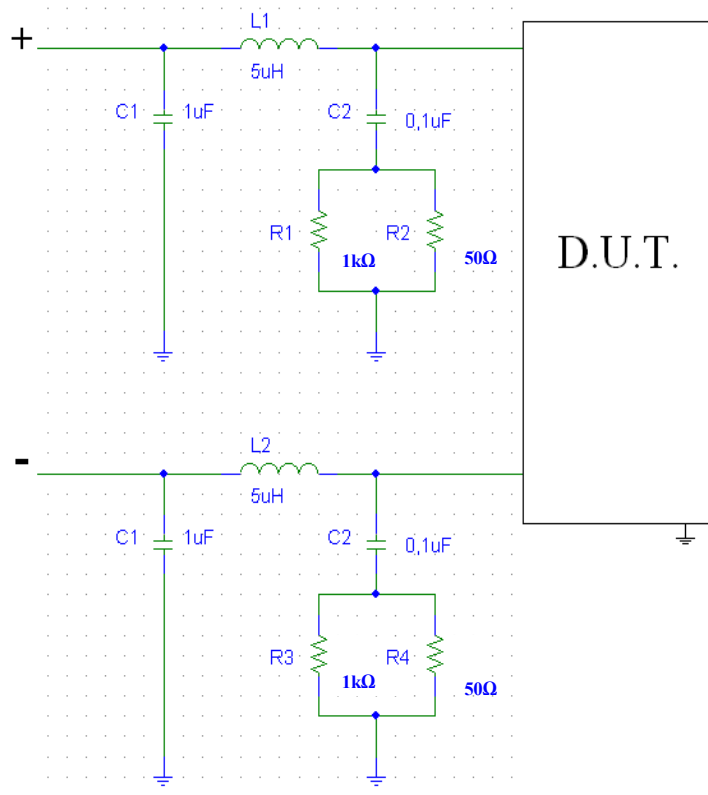 +
L1
5uH
C1
1uF
C2
0,1uF
R1
1kΩ
R2
50Ω
D.U.T.
-
L2
5uH
C1
1uF
C2
0,1uF
R3
1kΩ
R4
50Ω